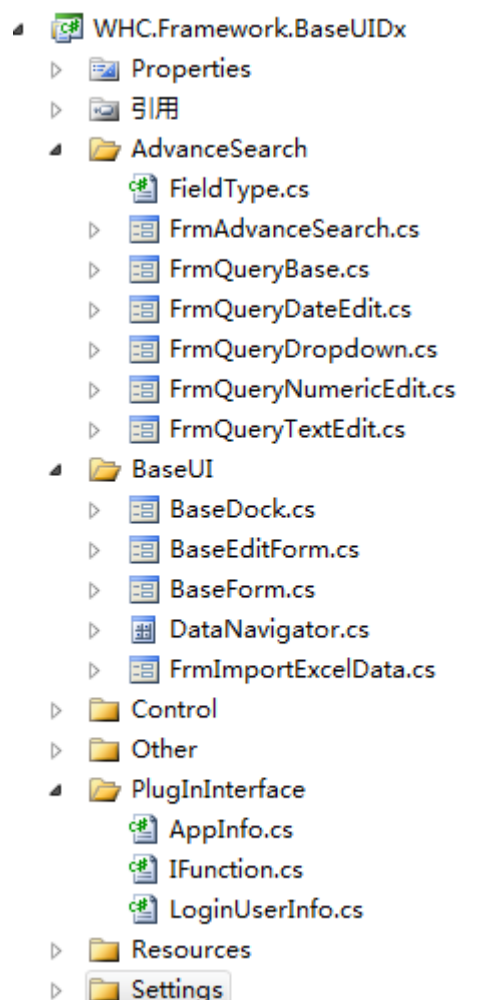 WHC.Framework.BaseUIDx
Properties
引用
AdvanceSearch
FieldType.cs
FrmAdvanceSearch.cs
FrmQueryBase.cs
FrmQueryDateEdit.cs
FrmQueryDropdown.cs
FrmQueryNumericEdit.cs
FrmQueryTextEdit.cs
BaseUI
BaseDock.cs
BaseEditForm.cs
BaseForm.cs
DataNavigator.cs
FrmImportExcelData.cs
Control
Other
PlugInInterface
AppInfo.cs
IFunction.cs
LoginUserInfo.cs
Resources
Settings